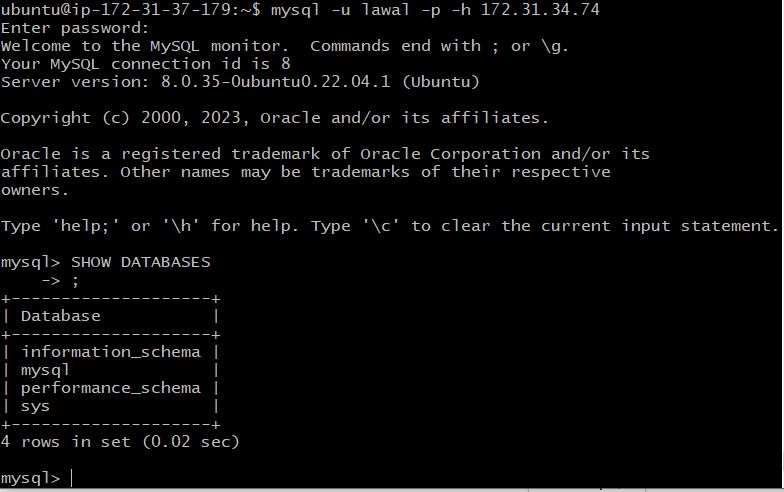 ubuntu@ip-172-31-37-179:~$ mysql -u lawal -p -h 172.31.34.74
Enter password:
Welcome to the MySQL monitor.  Commands end with ; or \g.
Your MySQL connection id is 8
Server version: 8.0.35-0ubuntu0.22.04.1 (Ubuntu)

Copyright (c) 2000, 2023, Oracle and/or its affiliates.

Oracle is a registered trademark of Oracle Corporation and/or its
affiliates. Other names may be trademarks of their respective
owners.

Type 'help;' or '\h' for help. Type '\c' to clear the current input statement.

mysql> SHOW DATABASES
    -> ;
+--------------------+
| Database           |
+--------------------+
| information_schema |
| mysql              |
| performance_schema |
| sys                |
+--------------------+
4 rows in set (0.02 sec)

mysql>